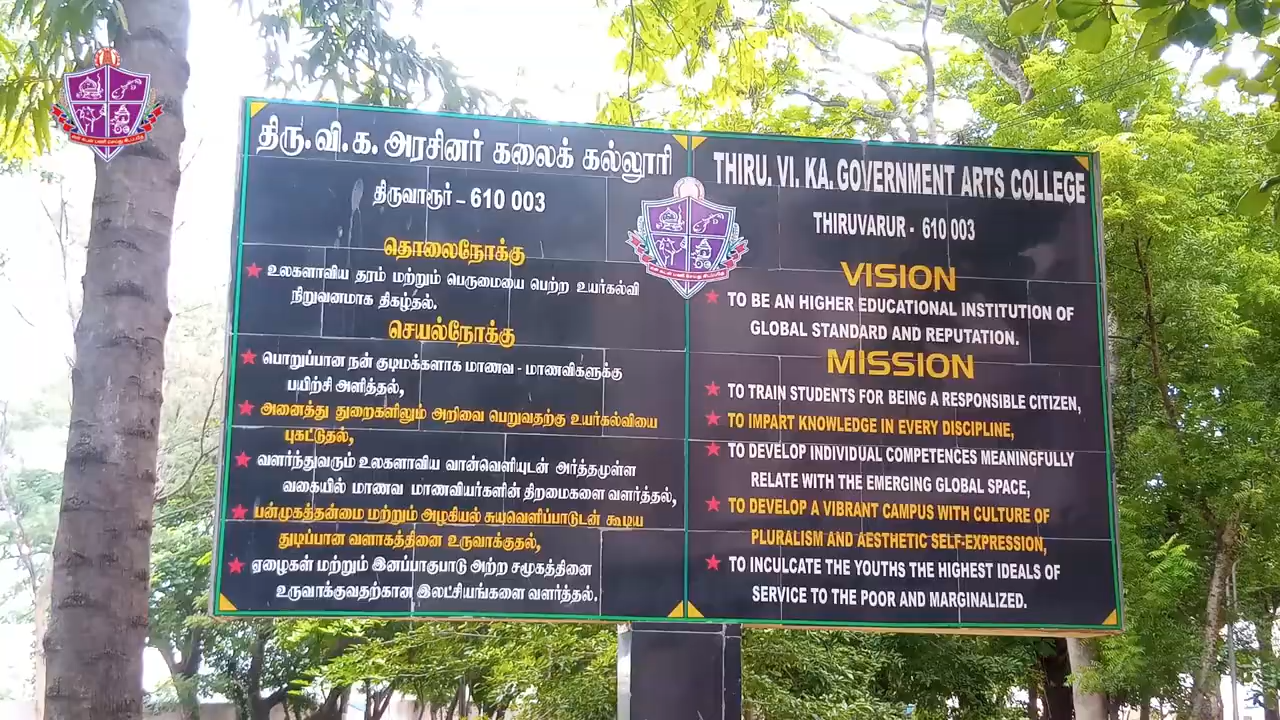 திரு. வி. க. அரசினர் கலைக் கல்லூரி
திருவாரூர் – 610 003
தொலைநோக்கு
உலகளாவிய தரம் மற்றும் பெருமையை பெற்ற உயர்கல்வி
நிறுவனமாக திகழ்தல்.
செயல்நோக்கு
பொறுப்பான நன் குடிமக்களாக மாணவ - மாணவிகளுக்கு
பயிற்சி அளித்தல்,
அனைத்து துறைகளிலும் அறிவை பெறுவதற்கு உயர்கல்வியை
புகட்டுதல்,
வளர்ந்துவரும் உலகளாவிய வான்வெளியுடன் அர்த்தமுள்ள
வகையில் மாணவ மாணவியர்களின் திறமைகளை வளர்த்தல்,
பன்முகத்தன்மை மற்றும் அழகியல் சுயவெளிப்பாடுடன் கூடிய
துடிப்பான வளாகத்தினை உருவாக்குதல்,
ஏழைகள் மற்றும் இனப்பாகுபாடு அற்ற சமூகத்தினை
உருவாக்குவதற்கான இலட்சியங்களை வளர்த்தல்.
THIRU. VI. KA. GOVERNMENT ARTS COLLEGE
THIRUVARUR - 610 003
VISION
TO BE AN HIGHER EDUCATIONAL INSTITUTION OF
GLOBAL STANDARD AND REPUTATION.
MISSION
TO TRAIN STUDENTS FOR BEING A RESPONSIBLE CITIZEN,
TO IMPART KNOWLEDGE IN EVERY DISCIPLINE,
TO DEVELOP INDIVIDUAL COMPETENCES MEANINGFULLY
RELATE WITH THE EMERGING GLOBAL SPACE,
TO DEVELOP A VIBRANT CAMPUS WITH CULTURE OF
PLURALISM AND AESTHETIC SELF-EXPRESSION,
TO INCULCATE THE YOUTHS THE HIGHEST IDEALS OF
SERVICE TO THE POOR AND MARGINALIZED.